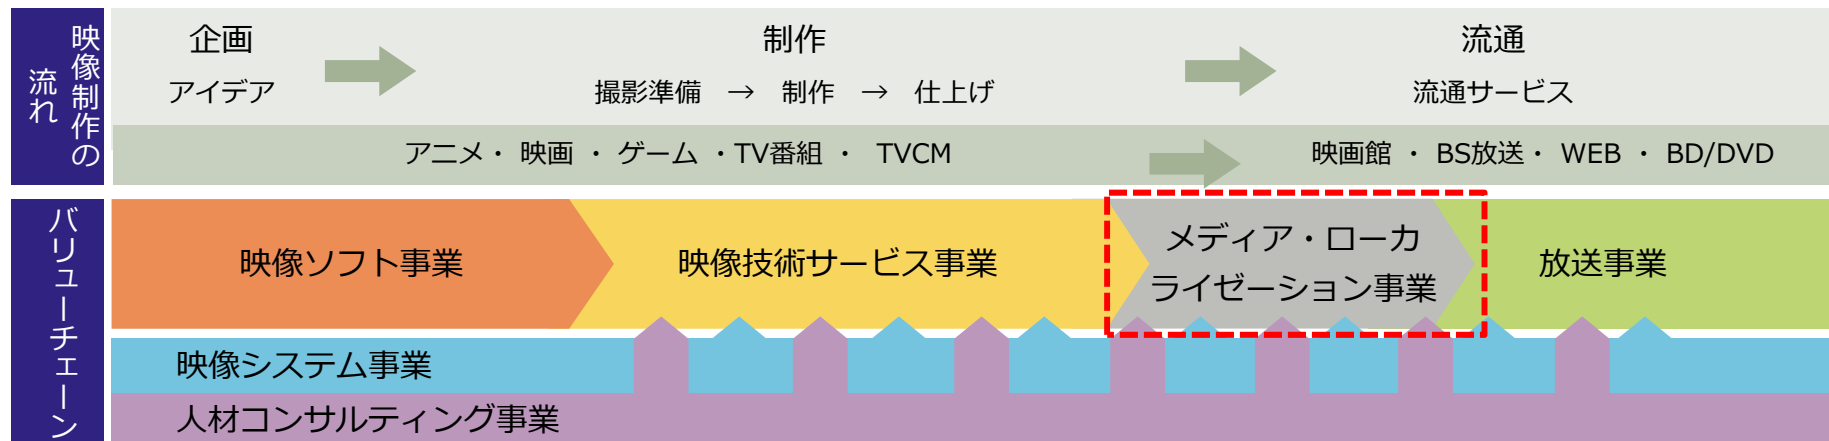 映像制作の
流れ
企画
制作
流通
アイデア
撮影準備 → 制作 → 仕上げ
流通サービス
アニメ・ 映画 ・ ゲーム ・TV番組 ・ TVCM
映画館 ・ BS放送・ WEB ・ BD/DVD
バリューチェーン
映像ソフト事業
映像技術サービス事業
メディア・ローカ
ライゼーション事業
放送事業
映像システム事業
人材コンサルティング事業